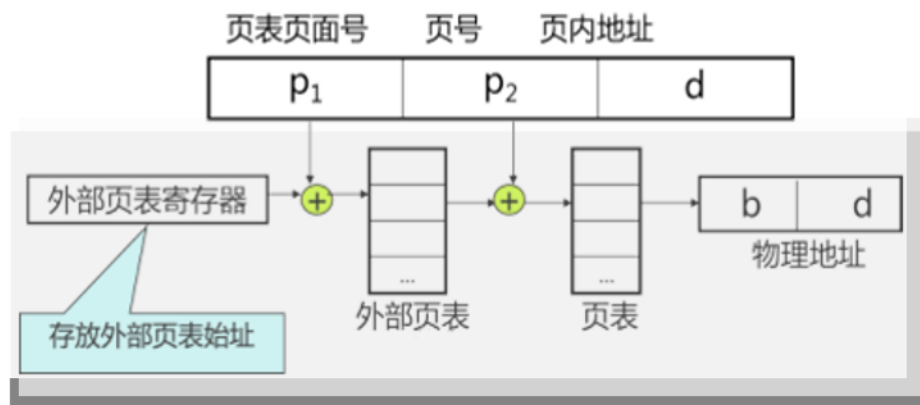 页表页面号 页号 页内地址
p1 p2 d
外部页表寄存器 + + b d
物理地址
... ...
外部页表 页表
存放外部页表始址